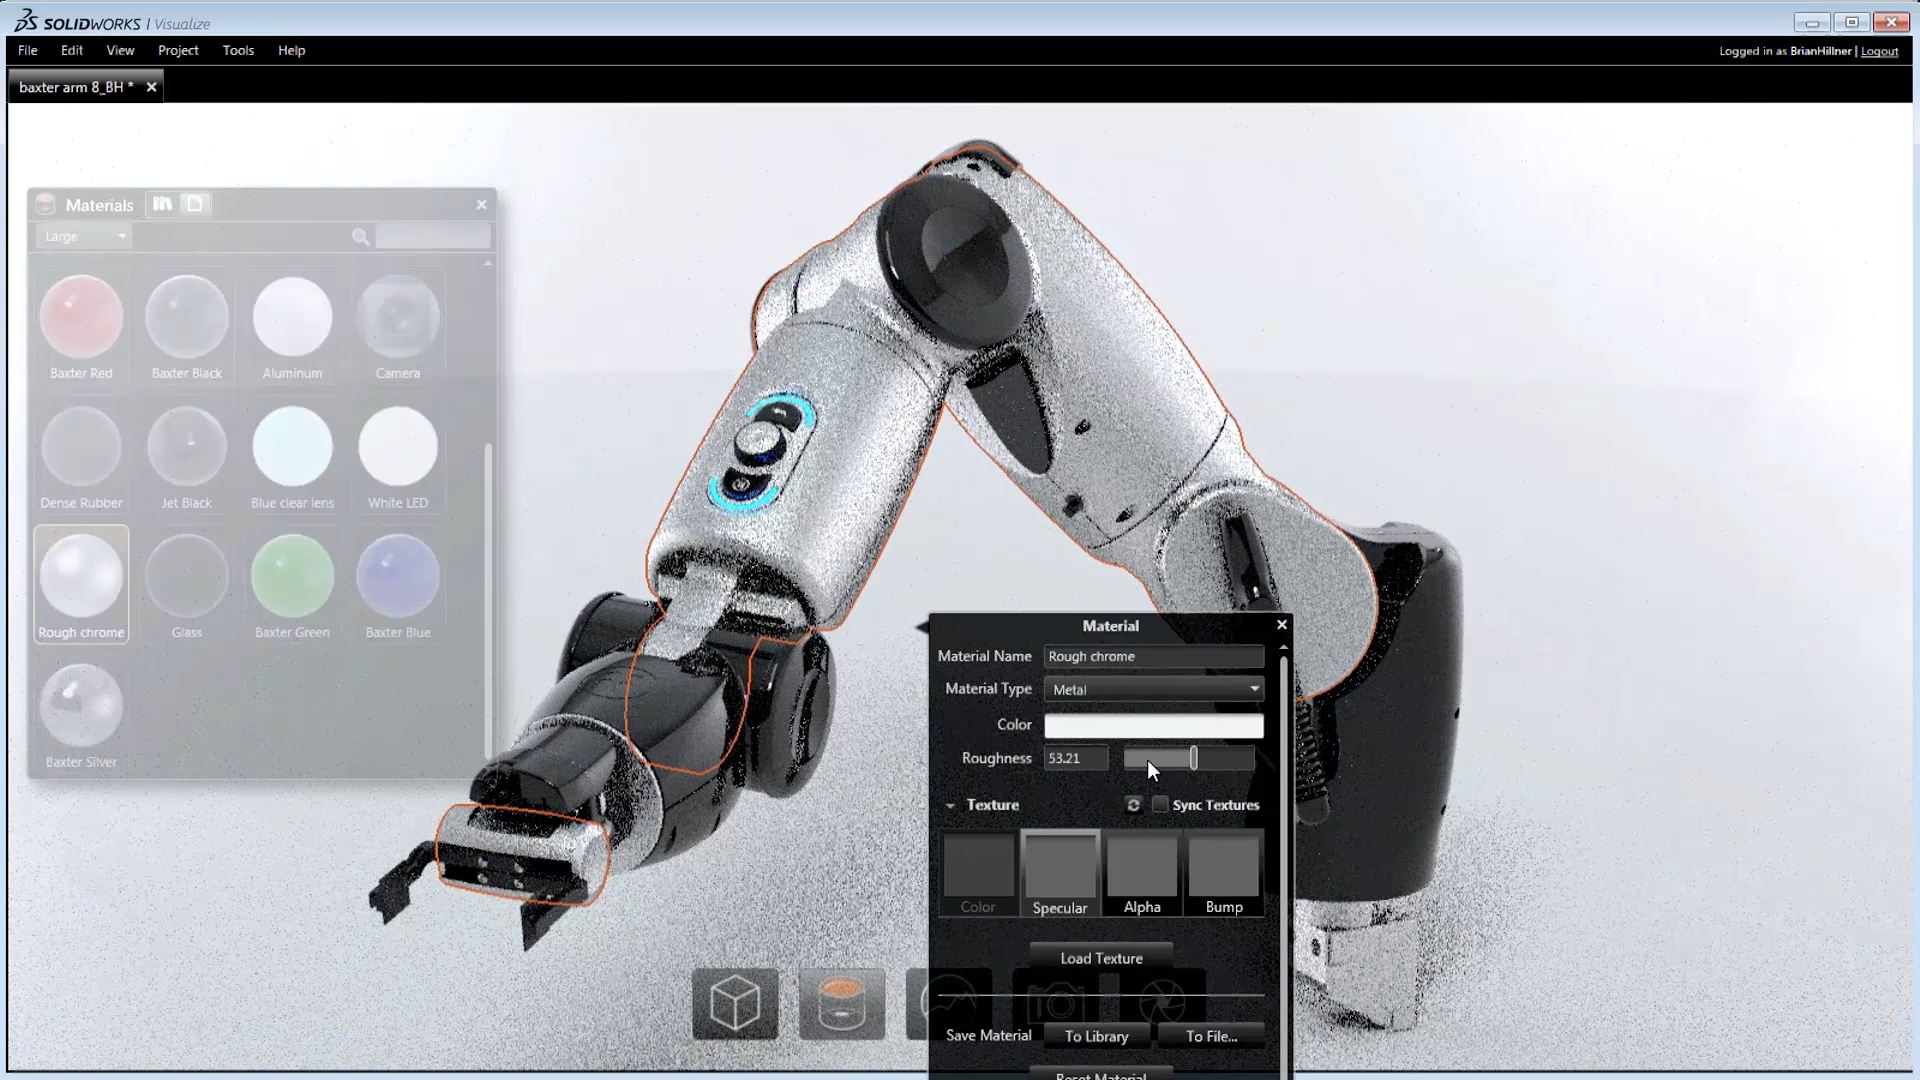 SOLIDWORKS | Visualize
File Edit View Project Tools Help
Logged in as BrianHillner | Logout
baxter arm 8_BH *
Materials
Large
Baxter Red Baxter Black Aluminum Camera
Dense Rubber Jet Black Blue clear lens White LED
Rough chrome Glass Baxter Green Baxter Blue
Baxter Silver
Material
Material Name Rough chrome
Material Type Metal
Color
Roughness 53.21
Texture Sync Textures
Color Specular Alpha Bump
Load Texture
Save Material To Library To File...
Reset Material